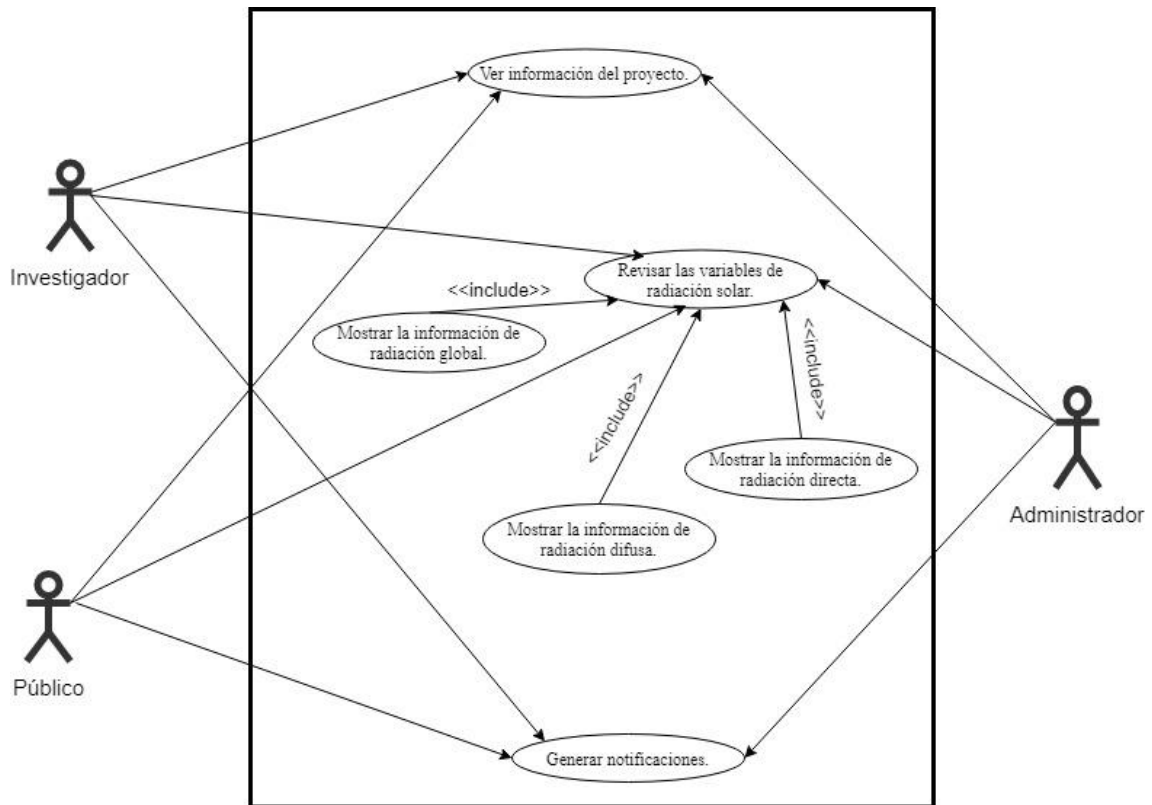 Ver información del proyecto.
Investigador
Revisar las variables de
radiación solar.
<<include>>
Mostrar la información de
radiación global.
<<include>>
<<include>>
Mostrar la información de
radiación directa.
Administrador
Mostrar la información de
radiación difusa.
Público
Generar notificaciones.